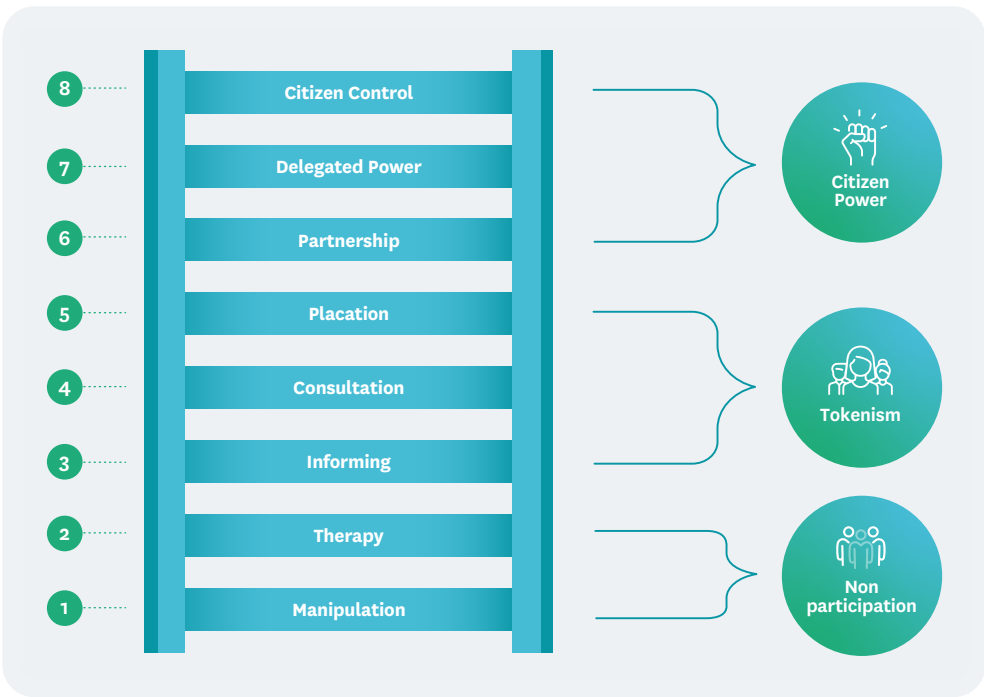 8
Citizen Control
7
Delegated Power
6
Partnership
Citizen
Power
5
Placation
4
Consultation
3
Informing
Tokenism
2
Therapy
1
Manipulation
Non
participation